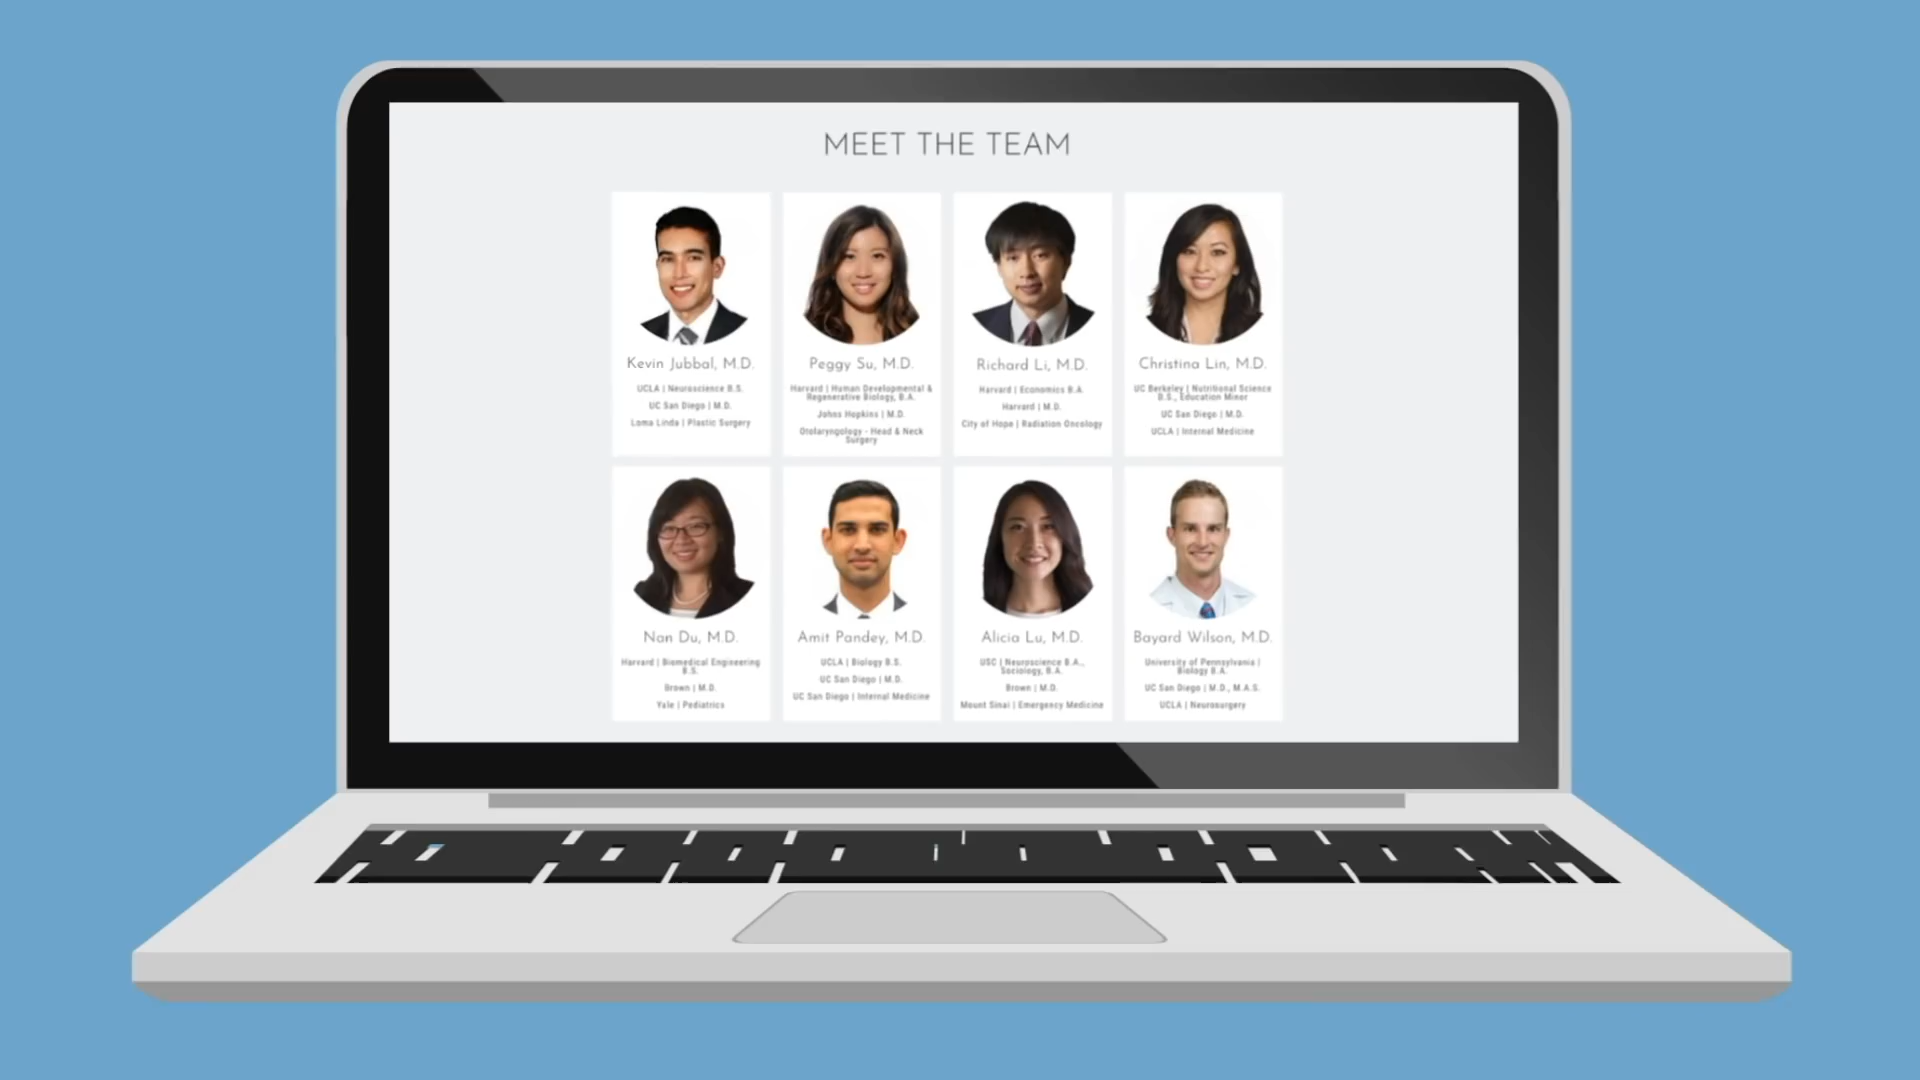 MEET THE TEAM
Kevin Jubbal, M.D.
UCLA | Neuroscience B.S.
UC San Diego | M.D.
Loma Linda | Plastic Surgery
Peggy Su, M.D.
Harvard | Human Developmental &
Regenerative Biology, B.A.
Johns Hopkins | M.D.
Otolaryngology - Head & Neck
Surgery
Richard Li, M.D.
Harvard | Economics B.A.
Harvard | M.D.
City of Hope | Radiation Oncology
Christina Lin, M.D.
UC Berkeley | Nutritional Science
B.S., Education Minor
UC San Diego | M.D.
UCLA | Internal Medicine
Nan Du, M.D.
Harvard | Biomedical Engineering
B.S.
Brown | M.D.
Yale | Pediatrics
Amit Pandey, M.D.
UCLA | Biology B.S.
UC San Diego | M.D.
UC San Diego | Internal Medicine
Alicia Lu, M.D.
USC | Neuroscience B.A.,
Sociology, B.A.
Brown | M.D.
Mount Sinai | Emergency Medicine
Bayard Wilson, M.D.
University of Pennsylvania |
Biology B.A.
UC San Diego | M.D., M.A.S.
UCLA | Neurosurgery